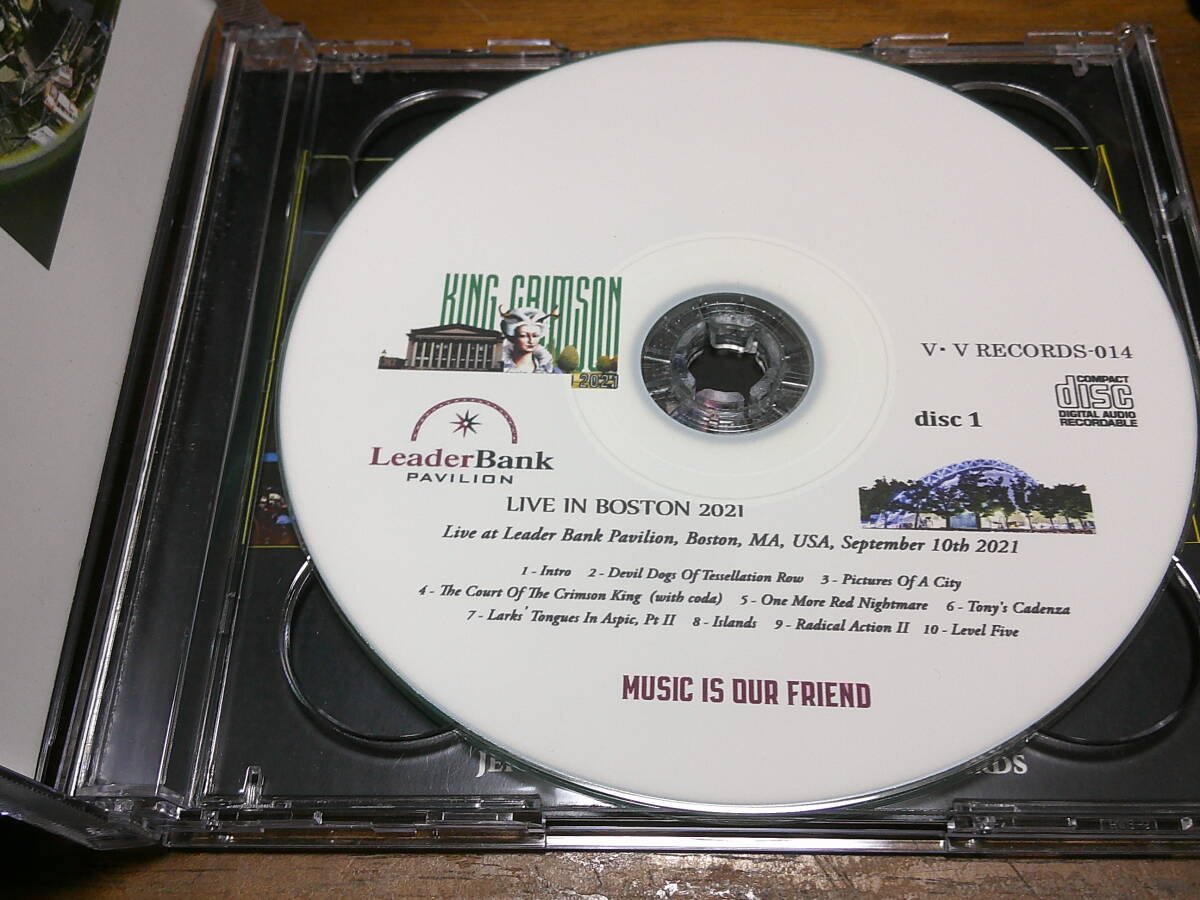 KING CRIMSON
2021
V・V RECORDS-014
disc 1
COMPACT
disc
DIGITAL AUDIO
RECORDABLE
LeaderBank
PAVILION
LIVE IN BOSTON 2021
Live at Leader Bank Pavilion, Boston, MA, USA, September 10th 2021
1 - Intro 2 - Devil Dogs Of Tessellation Row 3 - Pictures Of A City
4 - The Court Of The Crimson King (with coda) 5 - One More Red Nightmare 6 - Tony's Cadenza
7 - Larks' Tongues In Aspic, Pt II 8 - Islands 9 - Radical Action II 10 - Level Five
MUSIC IS OUR FRIEND